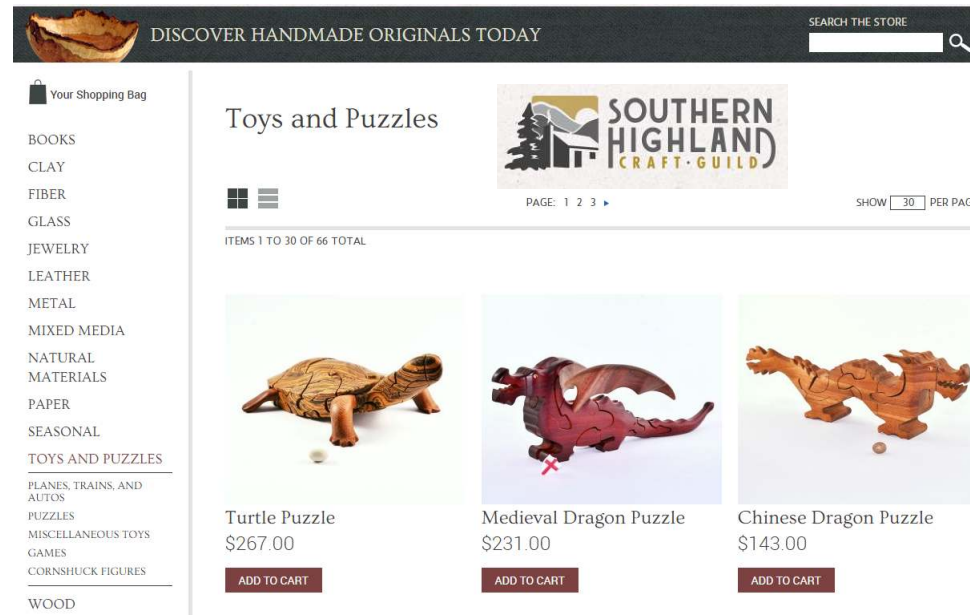 DISCOVER HANDMADE ORIGINALS TODAY
SEARCH THE STORE
Your Shopping Bag
BOOKS
CLAY
FIBER
GLASS
JEWELRY
LEATHER
METAL
MIXED MEDIA
NATURAL
MATERIALS
PAPER
SEASONAL
TOYS AND PUZZLES
PLANES, TRAINS, AND
AUTOS
PUZZLES
MISCELLANEOUS TOYS
GAMES
CORNSHUCK FIGURES
WOOD
Toys and Puzzles
SOUTHERN
HIGHLAND
CRAFT·GUILD
PAGE: 1 2 3
SHOW 30 PER PAG
ITEMS 1 TO 30 OF 66 TOTAL
Turtle Puzzle
$267.00
ADD TO CART
Medieval Dragon Puzzle
$231.00
ADD TO CART
Chinese Dragon Puzzle
$143.00
ADD TO CART